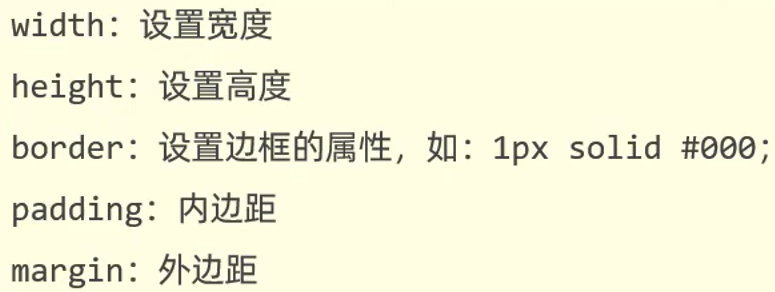 width：设置宽度
height：设置高度
border：设置边框的属性，如：1px solid #000;
padding：内边距
margin：外边距